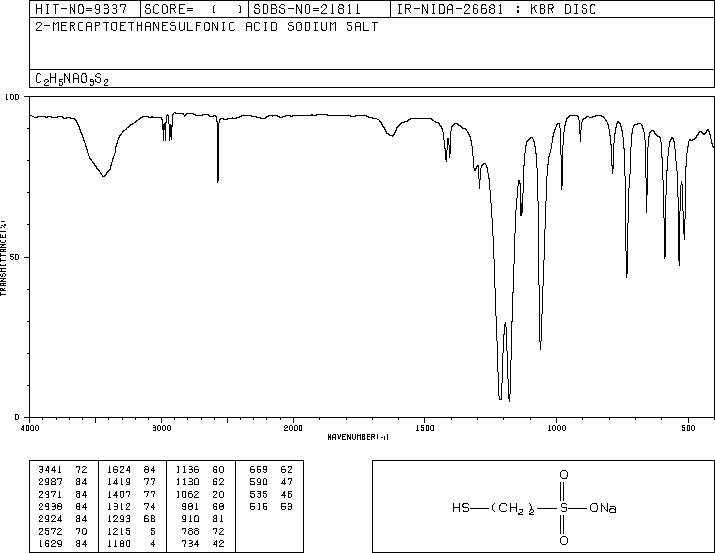 HIT-NO=9337 SCORE= ( ) SDBS-NO=21811 IR-NIDA-26681 : KBR DISC
2-MERCAPTOETHANESULFONIC ACID SODIUM SALT
C2H5NAO3S2
100
50
0
TRANSMITTANCE(%)
4000 3000 2000 1500 1000 500
WAVENUMBER(-1)
3441 72 1624 84 1136 60 669 62
2987 84 1419 77 1130 62 590 47
2971 84 1407 77 1062 20 535 46
2938 84 1312 74 981 68 516 53
2924 84 1293 68 910 81
2572 70 1215 5 788 72
1629 84 1180 4 734 42
O
HS—(CH2)2—S—ONa
O